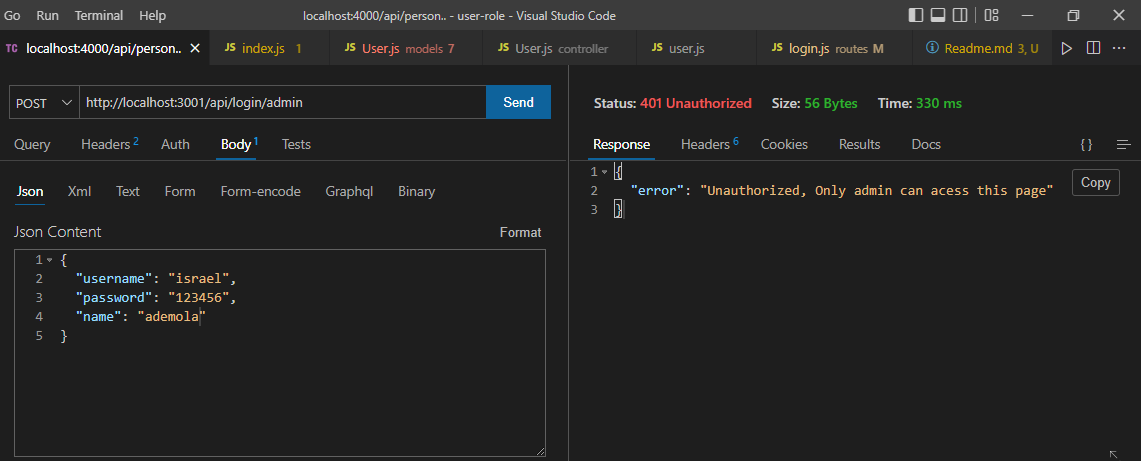 Go Run Terminal Help localhost:4000/api/person.. - user-role - Visual Studio Code
TC localhost:4000/api/person.. JS index.js 1 JS User.js models 7 JS User.js controller JS user.js JS login.js routes M Readme.md 3, U
POST http://localhost:3001/api/login/admin Send
Status: 401 Unauthorized Size: 56 Bytes Time: 330 ms
Query Headers 2 Auth Body 1 Tests
Response Headers 6 Cookies Results Docs {}
Json Xml Text Form Form-encode Graphql Binary
Json Content Format
1 {
2 "username": "israel",
3 "password": "123456",
4 "name": "ademola"
5 }
1 {
2 "error": "Unauthorized, Only admin can acess this page"
3 }
Copy